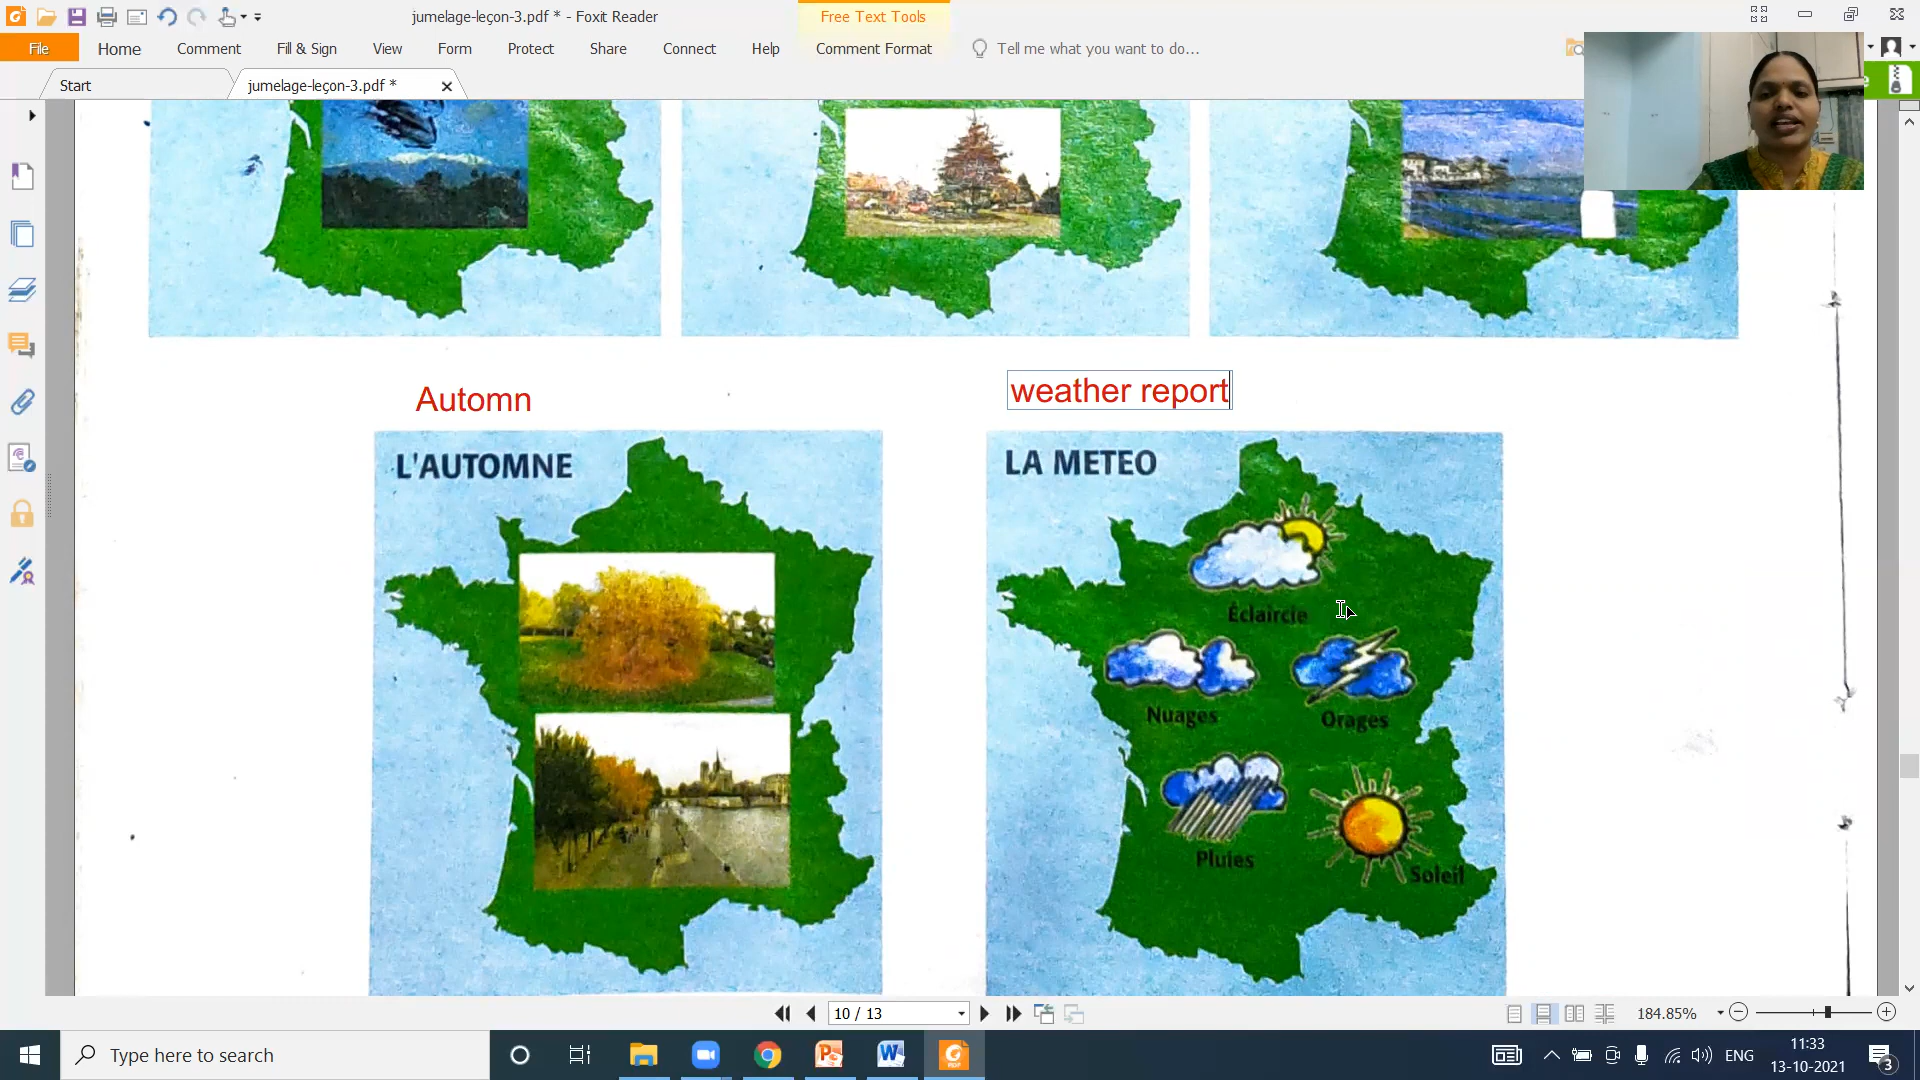 jumelage-leçon-3.pdf * - Foxit Reader
Free Text Tools
File
Home
Comment
Fill & Sign
View
Form
Protect
Share
Connect
Help
Comment Format
Tell me what you want to do...
Start
jumelage-leçon-3.pdf *
Automn
weather report
L'AUTOMNE
LA METEO
Éclaircie
Nuages
Orages
Pluies
Soleil
10 / 13
184.85%
Type here to search
ENG
11:33
13-10-2021
3